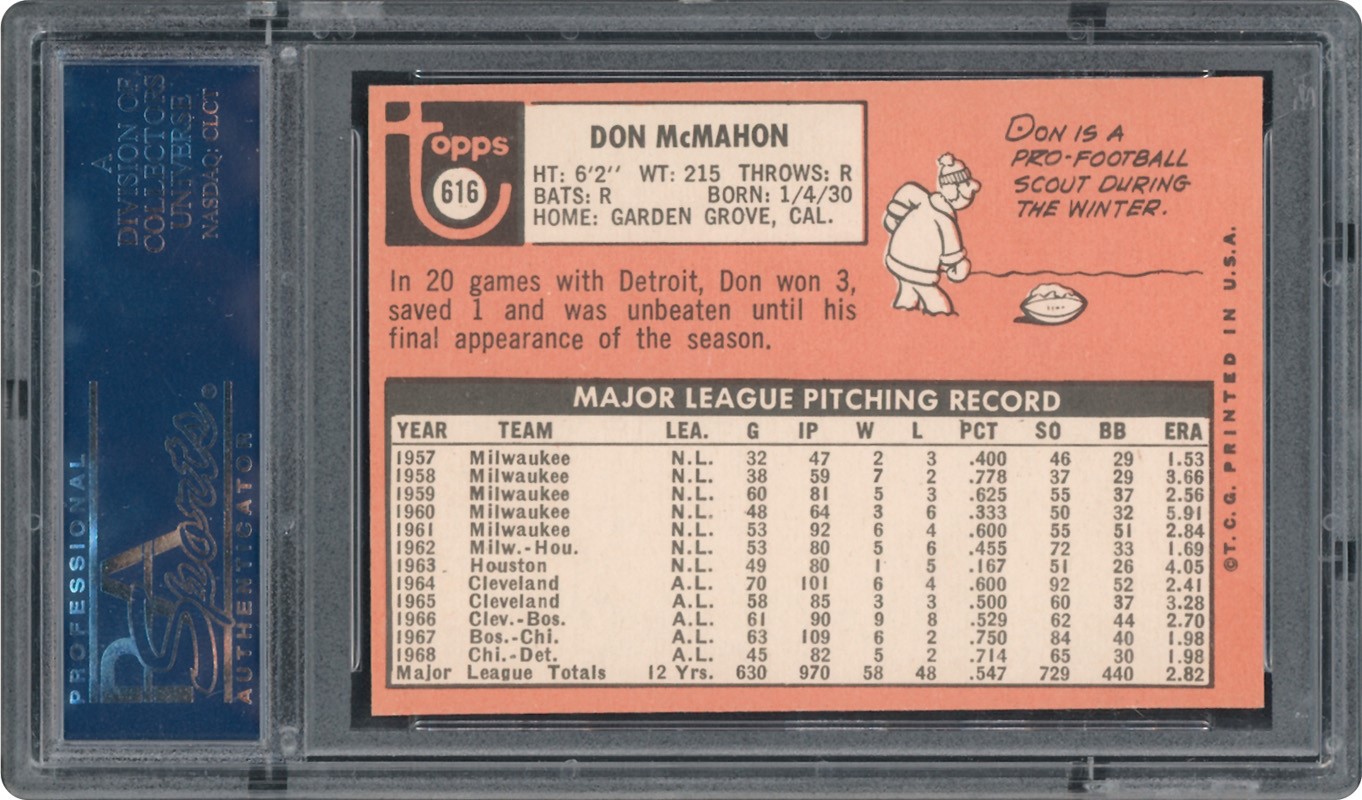 A
DIVISION OF
COLLECTORS
UNIVERSE
NASDAQ: CLCT
PROFESSIONAL
PSA
Sports
AUTHENTICATOR
topps
616
DON McMAHON
HT: 6'2" WT: 215 THROWS: R
BATS: R BORN: 1/4/30
HOME: GARDEN GROVE, CAL.
DON IS A
PRO-FOOTBALL
SCOUT DURING
THE WINTER.
In 20 games with Detroit, Don won 3,
saved 1 and was unbeaten until his
final appearance of the season.
MAJOR LEAGUE PITCHING RECORD
YEAR TEAM LEA. G IP W L PCT SO BB ERA
1957 Milwaukee N.L. 32 47 2 3 .400 46 29 1.53
1958 Milwaukee N.L. 38 59 7 2 .778 37 29 3.66
1959 Milwaukee N.L. 60 81 5 3 .625 55 37 2.56
1960 Milwaukee N.L. 48 64 3 6 .333 50 32 5.91
1961 Milwaukee N.L. 53 92 6 4 .600 55 51 2.84
1962 Milw.-Hou. N.L. 53 80 5 6 .455 72 33 1.69
1963 Houston N.L. 49 80 1 5 .167 51 26 4.05
1964 Cleveland A.L. 70 101 6 4 .600 92 52 2.41
1965 Cleveland A.L. 58 85 3 3 .500 60 37 3.28
1966 Clev.-Bos. A.L. 61 90 9 8 .529 62 44 2.70
1967 Bos.-Chi. A.L. 63 109 6 2 .750 84 40 1.98
1968 Chi.-Det. A.L. 45 82 5 2 .714 65 30 1.98
Major League Totals 12 Yrs. 630 970 58 48 .547 729 440 2.82
©T.C.G. PRINTED IN U.S.A.